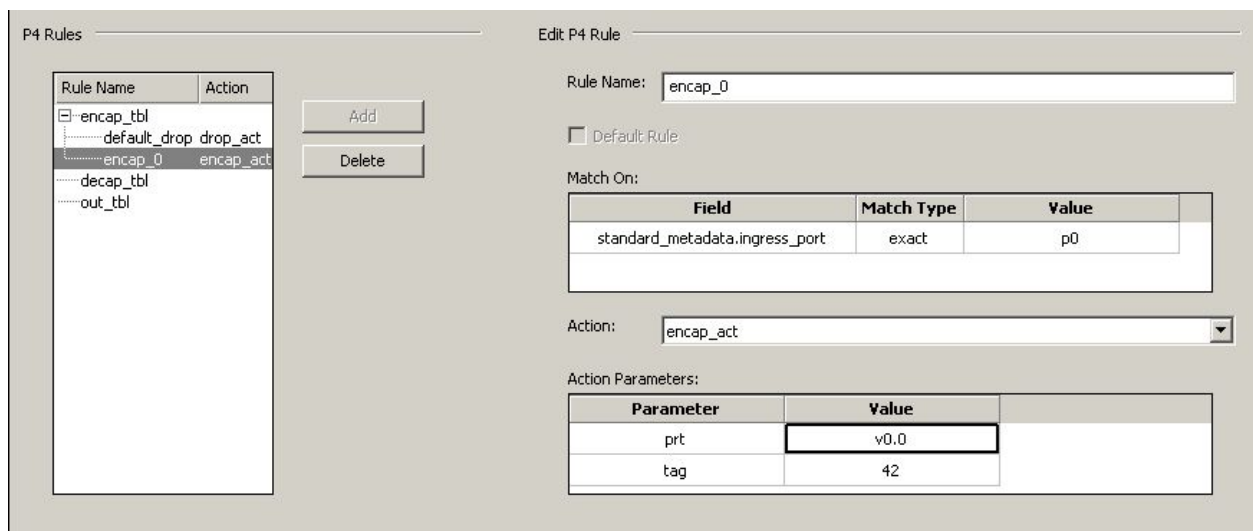 P4 Rules
Rule Name Action
encap_tbl
default_drop drop_act
encap_0 encap_act
decap_tbl
out_tbl
Add
Delete
Edit P4 Rule
Rule Name: encap_0
Default Rule
Match On:
Field Match Type Value
standard_metadata.ingress_port exact p0
Action: encap_act
Action Parameters:
Parameter Value
prt v0.0
tag 42